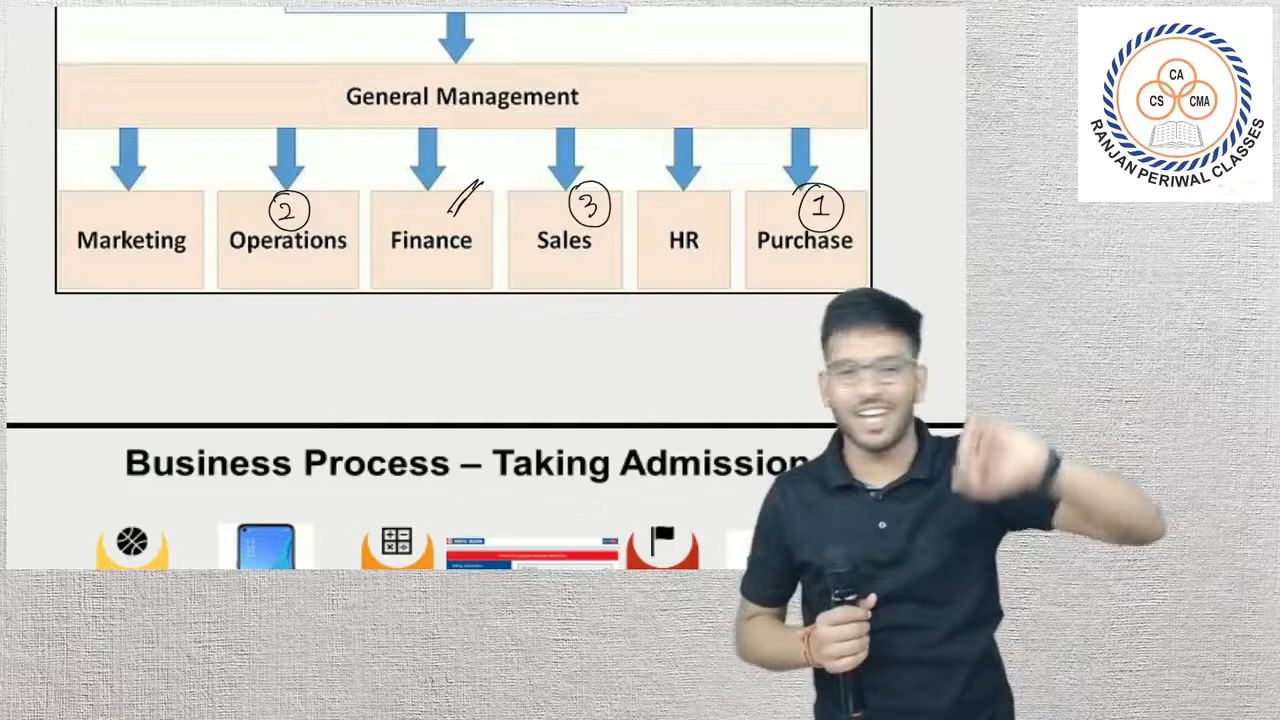 General Management
2 3 1
Marketing Operations Finance Sales HR Purchase
Business Process – Taking Admission
CA
CS CMA
RANJAN PERIWAL CLASSES